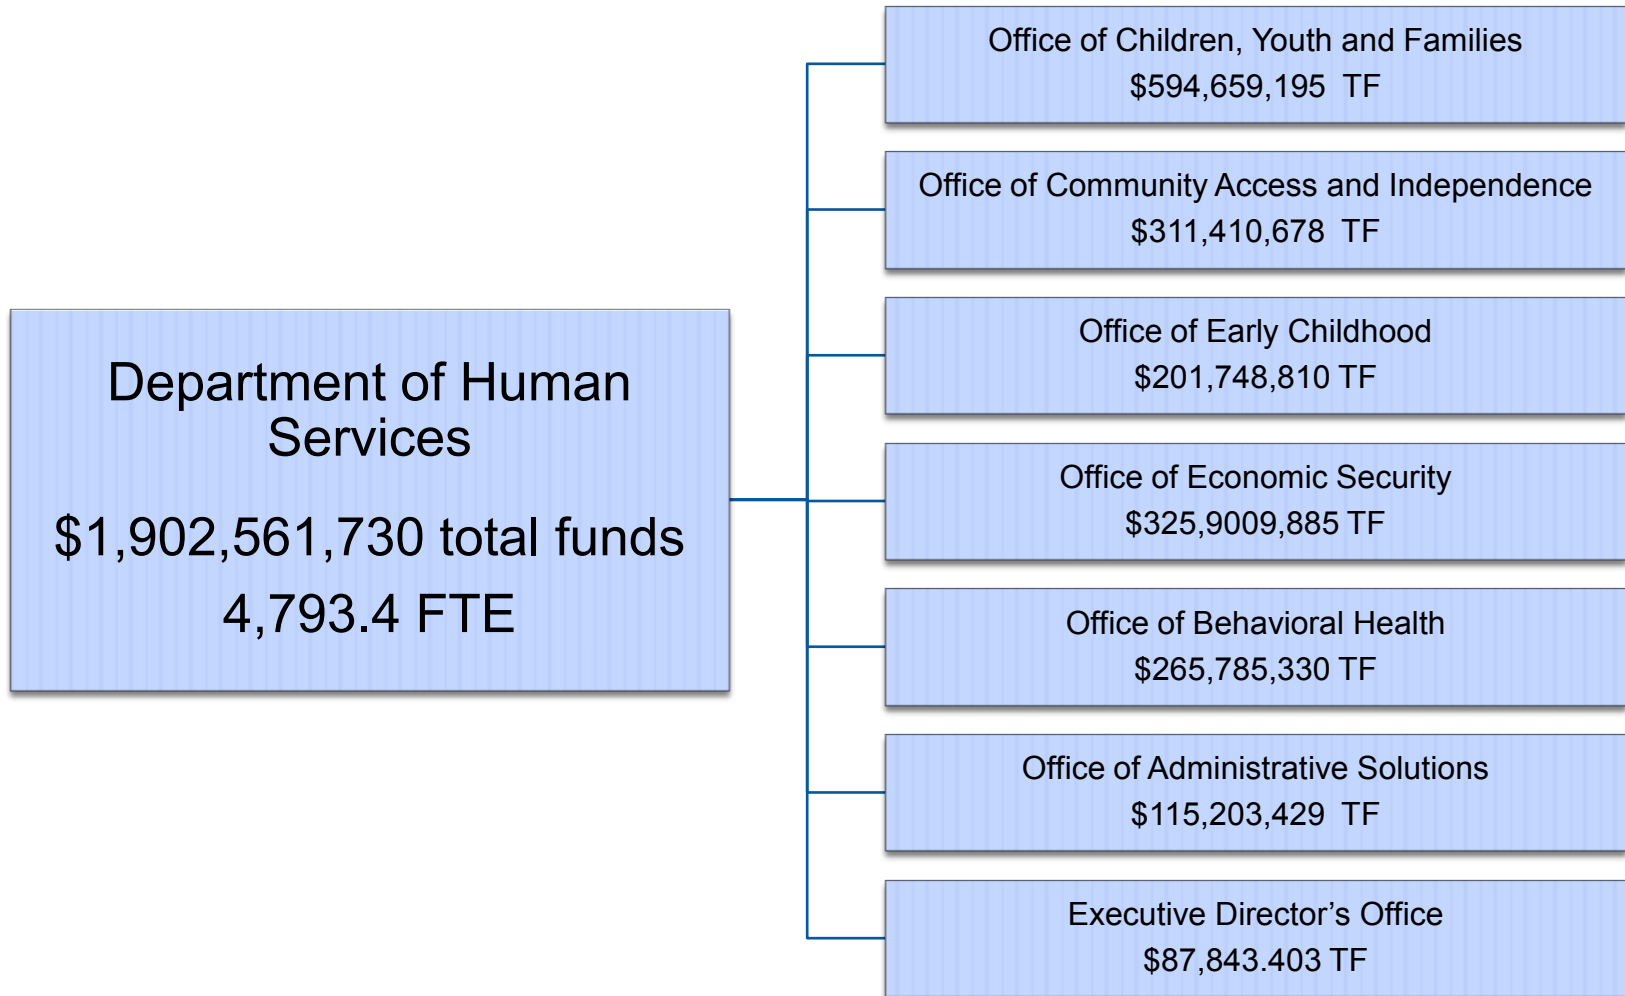 Department of Human
Services
$1,902,561,730 total funds
4,793.4 FTE
Office of Children, Youth and Families
$594,659,195 TF
Office of Community Access and Independence
$311,410,678 TF
Office of Early Childhood
$201,748,810 TF
Office of Economic Security
$325,9009,885 TF
Office of Behavioral Health
$265,785,330 TF
Office of Administrative Solutions
$115,203,429 TF
Executive Director’s Office
$87,843.403 TF